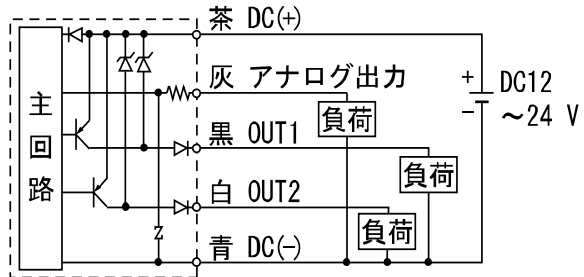 茶 DC(+)
灰 アナログ出力
+ DC12
− ～24 V
主回路
負荷
黒 OUT1
負荷
白 OUT2
負荷
Z
青 DC(−)